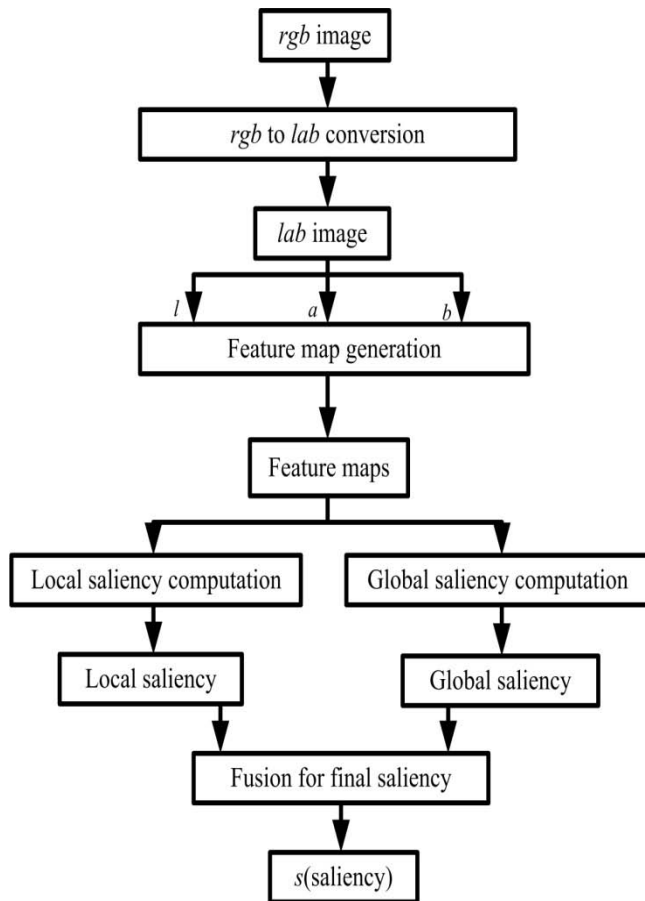 rgb image
rgb to lab conversion
lab image
l a b
Feature map generation
Feature maps
Local saliency computation
Global saliency computation
Local saliency
Global saliency
Fusion for final saliency
s(saliency)